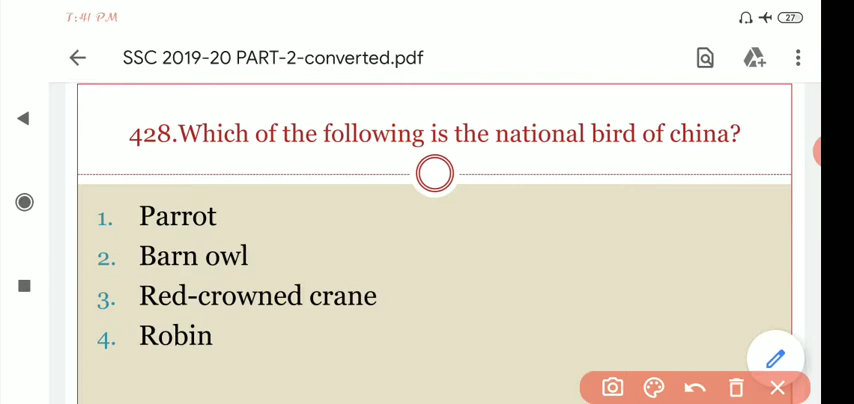 7:41 PM
27
SSC 2019-20 PART-2-converted.pdf
428.Which of the following is the national bird of china?
1. Parrot
2. Barn owl
3. Red-crowned crane
4. Robin